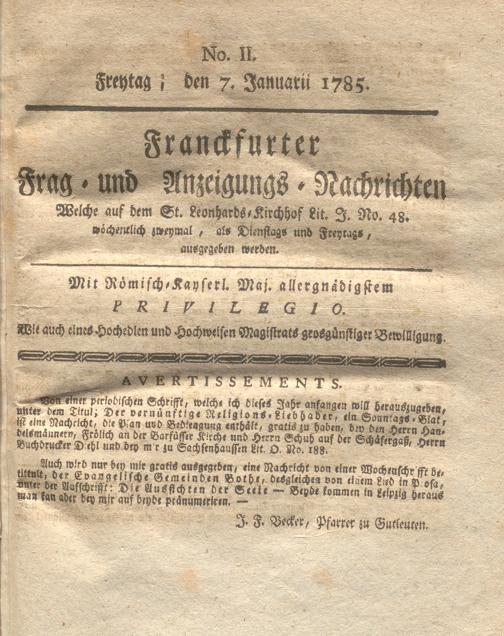 No. II.
Freytag; den 7. Januarii 1785.
Franckfurter
Frag-und Anzeigungs-Nachrichten
Welche auf dem St. Leonhards-Kirchhof Lit. J. No. 48.
wöchentlich zweymal, als Dienstags und Freytags,
ausgegeben werden.
Mit Römisch-Kayserl. Maj. allergnädigstem
PRIVILEGIO.
Wie auch eines Hochedlen und Hochweisen Magistrats grosgünstiger Bewilligung.
AVERTISSEMENTS.
Von einer periodischen Schrifft, welche ich dieses Jahr anfangen will herauszugeben,
unter dem Titul; Der vernünftige Religions-Liebhaber, ein Sonntags-Blat,
ist eine Nachricht, die Plan und Bedingung enthält, gratis zu haben, bey den Herrn Han-
delsmännern, Frölich an der Barfüsser Kirche und Herrn Schuh auf der Schäfergaß, Herrn
Buchdrucker Diehl und bey mir zu Sachsenhaussen Lit. O. No. 188.
Auch wird nur bey mir gratis ausgegeben, eine Nachricht von einer Wochenschrifft be-
tittult, der Evangelische Gemeinden Bothe, desgleichen von einem Lied in Prosa,
unter der Aufschrifft: Die Aussichten der Seele — Beyde kommen in Leipzig heraus
man kan aber bey mir auf beyde pränumeriren. —
J. F. Becker, Pfarrer zu Gutleuten.